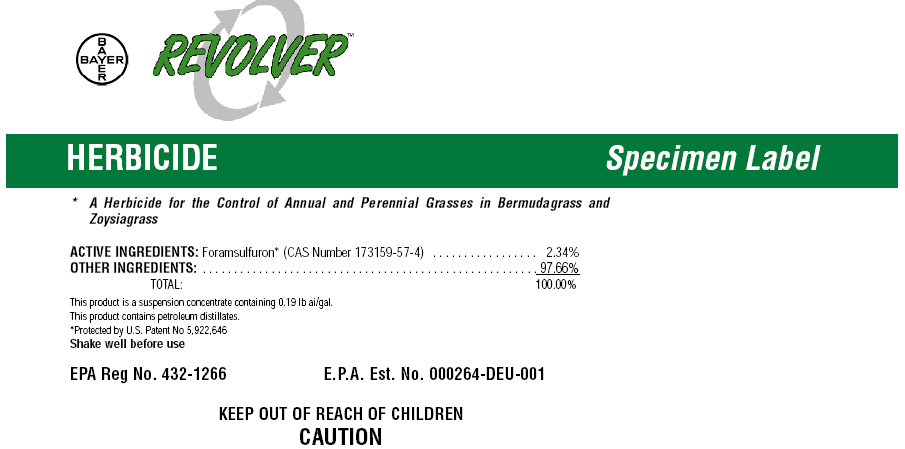 BAYER
BAYER
REVOLVER™
HERBICIDE Specimen Label
* A Herbicide for the Control of Annual and Perennial Grasses in Bermudagrass and
Zoysiagrass
ACTIVE INGREDIENTS: Foramsulfuron* (CAS Number 173159-57-4) . . . . . . . . . . . . . . . . . 2.34%
OTHER INGREDIENTS: . . . . . . . . . . . . . . . . . . . . . . . . . . . . . . . . . . . . . . . . . . . . . . . . . . . . . . 97.66%
TOTAL: 100.00%
This product is a suspension concentrate containing 0.19 lb ai/gal.
This product contains petroleum distillates.
*Protected by U.S. Patent No 5,922,646
Shake well before use
EPA Reg No. 432-1266 E.P.A. Est. No. 000264-DEU-001
KEEP OUT OF REACH OF CHILDREN
CAUTION